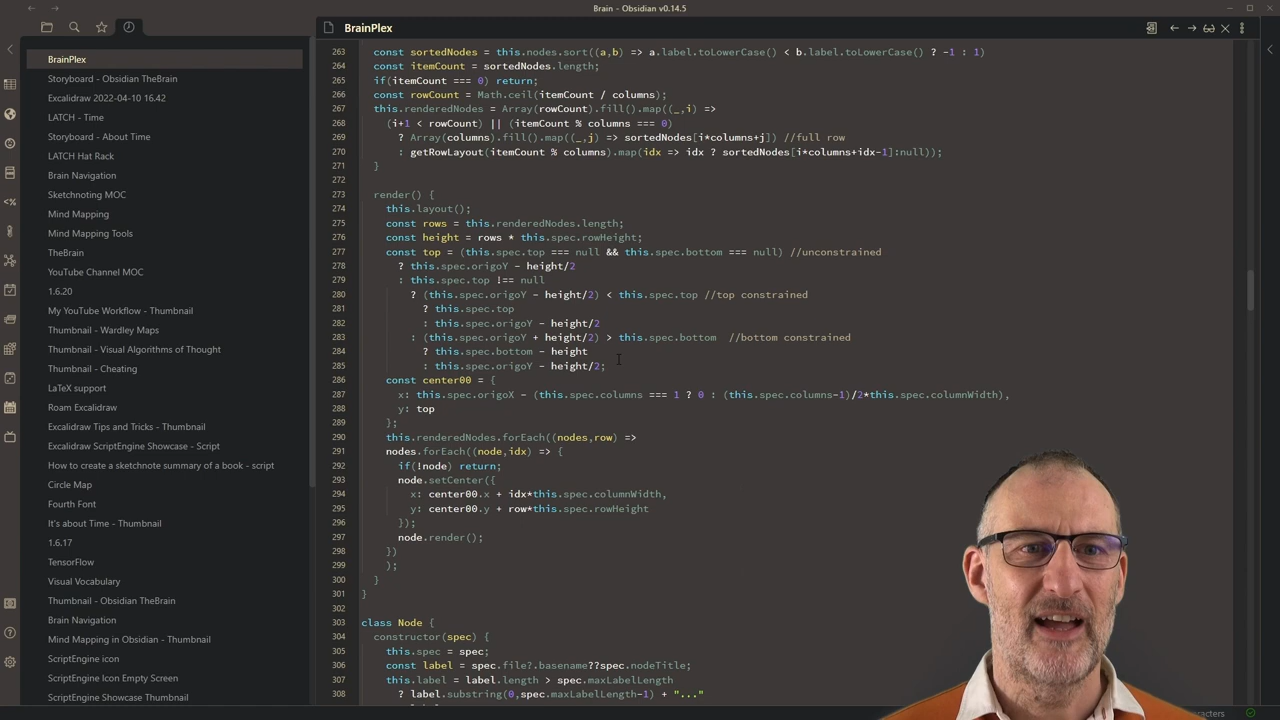 Brain - Obsidian v0.14.5
BrainPlex
BrainPlex
Storyboard - Obsidian TheBrain
Excalidraw 2022-04-10 16.42
LATCH - Time
Storyboard - About Time
LATCH Hat Rack
Brain Navigation
Sketchnoting MOC
Mind Mapping
Mind Mapping Tools
TheBrain
YouTube Channel MOC
1.6.20
My YouTube Workflow - Thumbnail
Thumbnail - Wardley Maps
Thumbnail - Visual Algorithms of Thought
Thumbnail - Cheating
LaTeX support
Roam Excalidraw
Excalidraw Tips and Tricks - Thumbnail
Excalidraw ScriptEngine Showcase - Script
How to create a sketchnote summary of a book - script
Circle Map
Fourth Font
It's about Time - Thumbnail
1.6.17
TensorFlow
Visual Vocabulary
Thumbnail - Obsidian TheBrain
Brain Navigation
Mind Mapping in Obsidian - Thumbnail
ScriptEngine icon
ScriptEngine Icon Empty Screen
ScriptEngine Showcase Thumbnail
263 const sortedNodes = this.nodes.sort((a,b) => a.label.toLowerCase() < b.label.toLowerCase() ? -1 : 1)
264 const itemCount = sortedNodes.length;
265 if(itemCount === 0) return;
266 const rowCount = Math.ceil(itemCount / columns);
267 this.renderedNodes = Array(rowCount).fill().map((_,i) =>
268 (i+1 < rowCount) || (itemCount % columns === 0)
269 ? Array(columns).fill().map((_,j) => sortedNodes[i*columns+j]) //full row
270 : getRowLayout(itemCount % columns).map(idx => idx ? sortedNodes[i*columns+idx-1]:null));
271 }
272
273 render() {
274 this.layout();
275 const rows = this.renderedNodes.length;
276 const height = rows * this.spec.rowHeight;
277 const top = (this.spec.top === null && this.spec.bottom === null) //unconstrained
278 ? this.spec.origoY - height/2
279 : this.spec.top !== null
280 ? (this.spec.origoY - height/2) < this.spec.top //top constrained
281 ? this.spec.top
282 : this.spec.origoY - height/2
283 : (this.spec.origoY + height/2) > this.spec.bottom //bottom constrained
284 ? this.spec.bottom - height
285 : this.spec.origoY - height/2;
286 const center00 = {
287 x: this.spec.origoX - (this.spec.columns === 1 ? 0 : (this.spec.columns-1)/2*this.spec.columnWidth),
288 y: top
289 };
290 this.renderedNodes.forEach((nodes,row) =>
291 nodes.forEach((node,idx) => {
292 if(!node) return;
293 node.setCenter({
294 x: center00.x + idx*this.spec.columnWidth,
295 y: center00.y + row*this.spec.rowHeight
296 });
297 node.render();
298 })
299 );
300 }
301 }
302
303 class Node {
304 constructor(spec) {
305 this.spec = spec;
306 const label = spec.file?.basename??spec.nodeTitle;
307 this.label = label.length > spec.maxLabelLength
308 ? label.substring(0,spec.maxLabelLength-1) + "..."